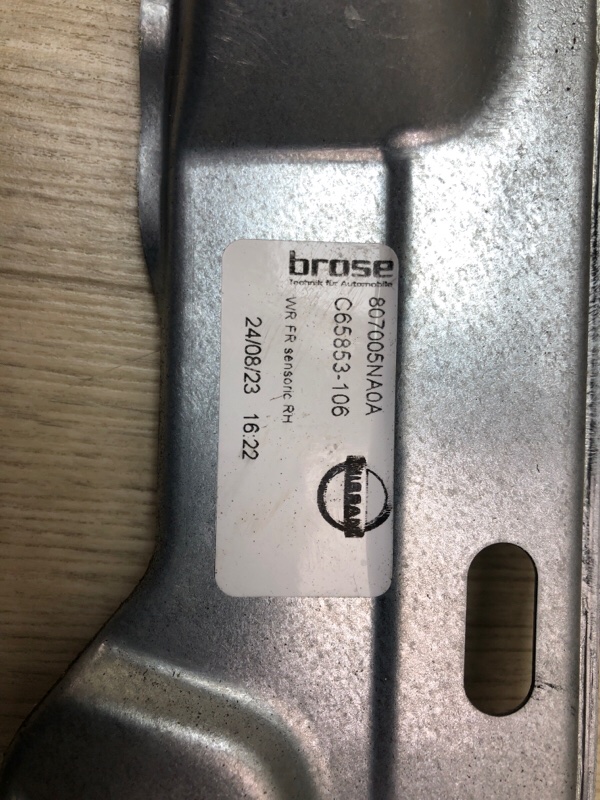 brose
Technik für Automobile
807005NA0A
C65853-106
WR FR sensoric RH
24/08/23 16:22
NISSAN